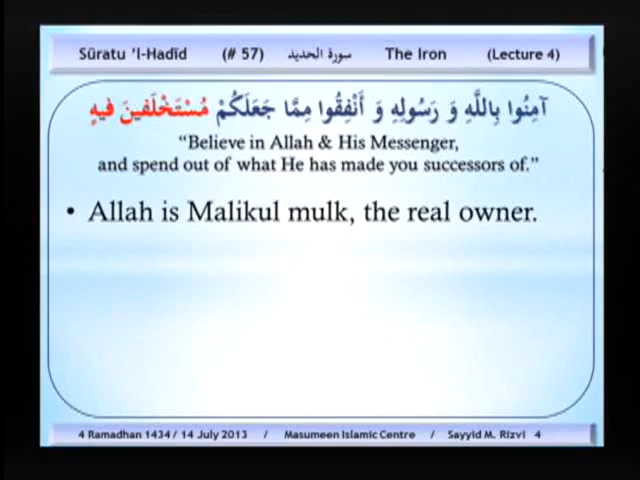 Sūratu 'l-Hadīd (# 57) سورة الحديد The Iron (Lecture 4)
آمِنُوا بِاللَّهِ وَ رَسُولِهِ وَ أَنْفِقُوا مِمَّا جَعَلَكُمْ مُسْتَخْلَفينَ فيهِ
“Believe in Allah & His Messenger,
and spend out of what He has made you successors of.”
• Allah is Malikul mulk, the real owner.
4 Ramadhan 1434/ 14 July 2013 / Masumeen Islamic Centre / Sayyid M. Rizvi 4